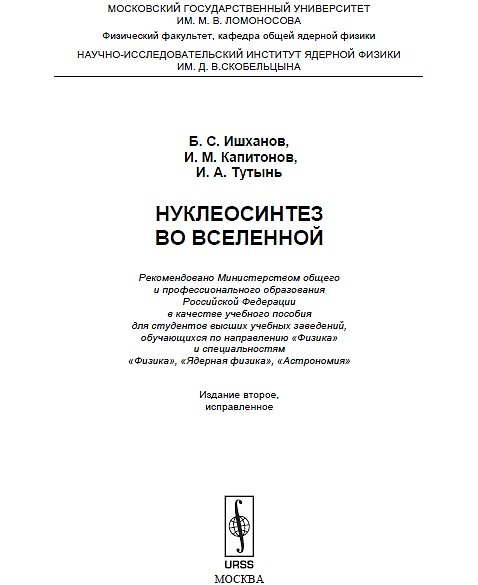 МОСКОВСКИЙ ГОСУДАРСТВЕННЫЙ УНИВЕРСИТЕТ
ИМ. М. В. ЛОМОНОСОВА
Физический факультет, кафедра общей ядерной физики
НАУЧНО-ИССЛЕДОВАТЕЛЬСКИЙ ИНСТИТУТ ЯДЕРНОЙ ФИЗИКИ
ИМ. Д. В.СКОБЕЛЬЦЫНА
Б. С. Ишханов,
И. М. Капитонов,
И. А. Тутынь
НУКЛЕОСИНТЕЗ
ВО ВСЕЛЕННОЙ
Рекомендовано Министерством общего
и профессионального образования
Российской Федерации
в качестве учебного пособия
для студентов высших учебных заведений,
обучающихся по направлению «Физика»
и специальностям
«Физика», «Ядерная физика», «Астрономия»
Издание второе,
исправленное
URSS
МОСКВА